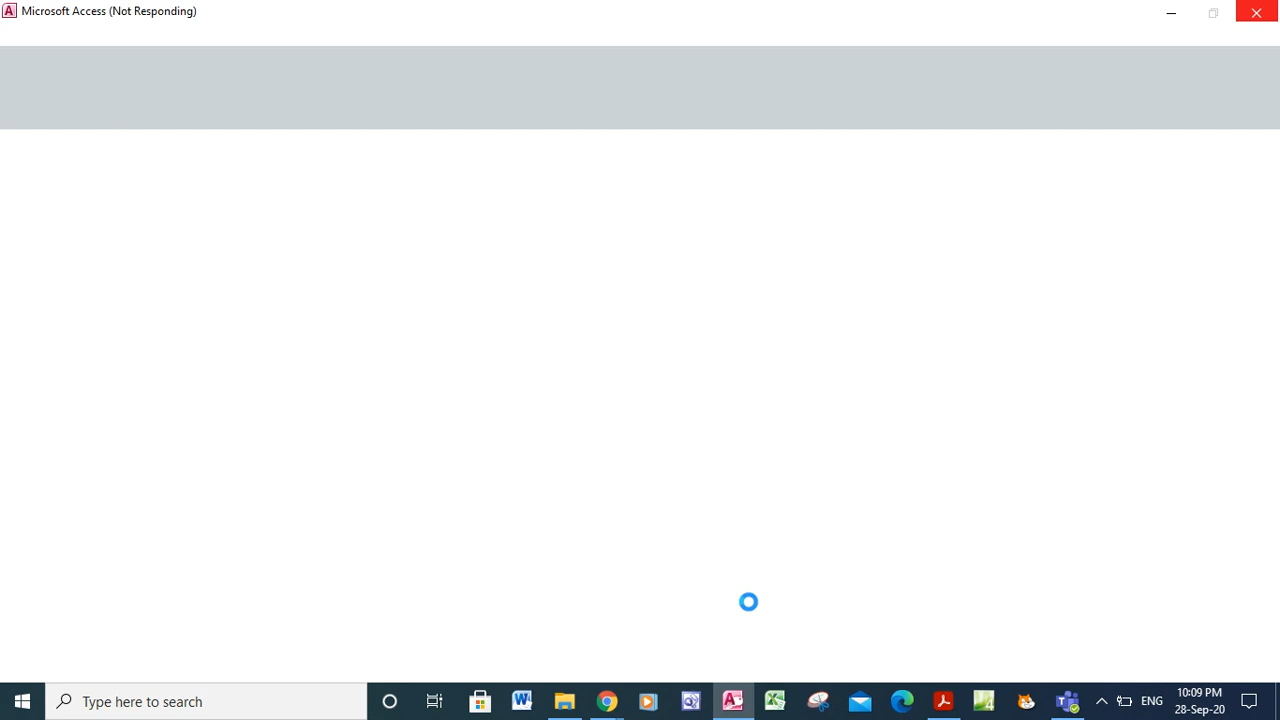 Microsoft Access (Not Responding)
Type here to search
ENG
10:09 PM
28-Sep-20